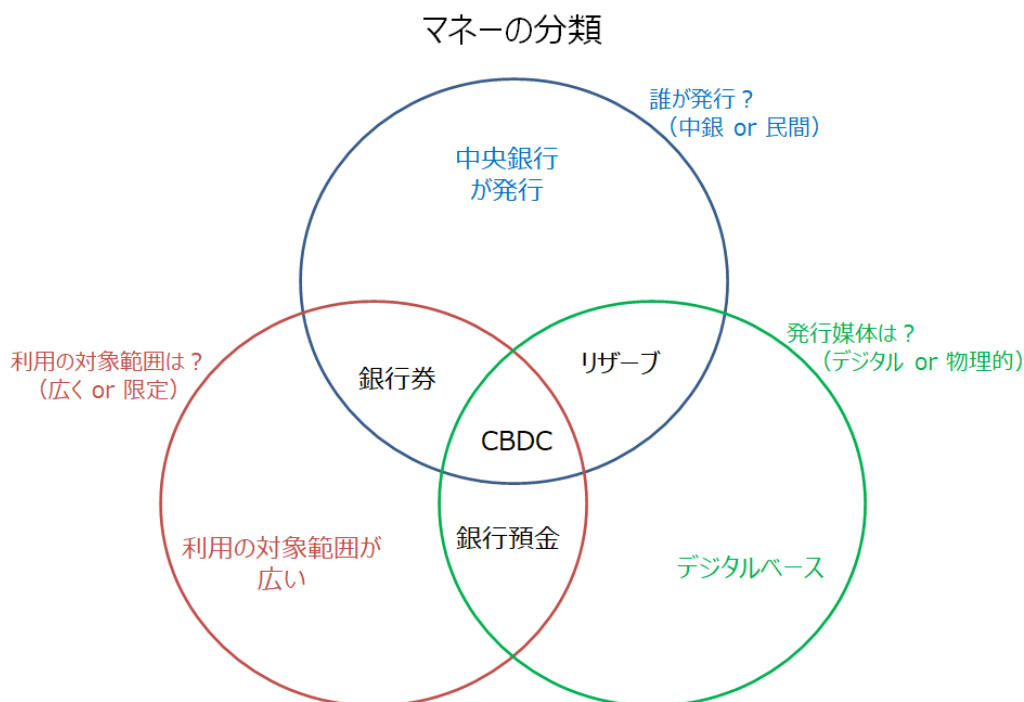 マネーの分類
誰が発行？
（中銀 or 民間）
中央銀行
が発行
利用の対象範囲は？
（広く or 限定）
発行媒体は？
（デジタル or 物理的）
銀行券
リザーブ
CBDC
銀行預金
利用の対象範囲が
広い
デジタルベース